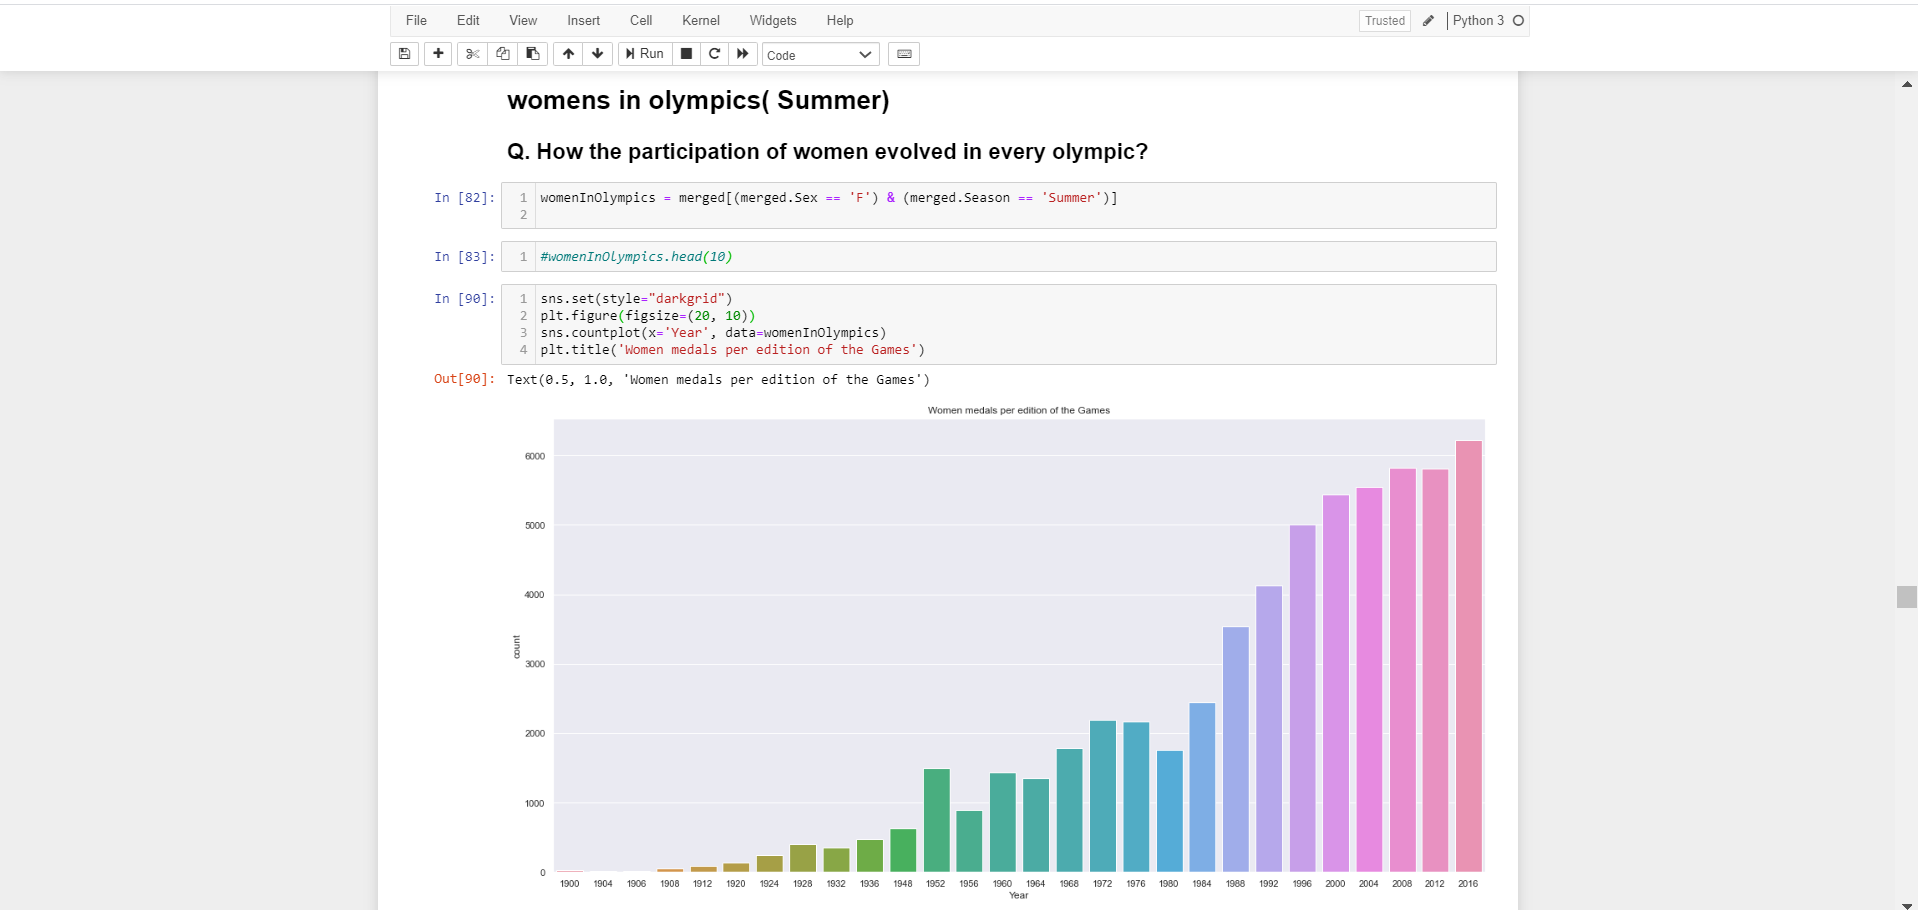 File Edit View Insert Cell Kernel Widgets Help Trusted Python 3
Run Code
womens in olympics( Summer)
Q. How the participation of women evolved in every olympic?
In [82]: 1 womenInOlympics = merged[(merged.Sex == 'F') & (merged.Season == 'Summer')]
2
In [83]: 1 #womenInOlympics.head(10)
In [90]: 1 sns.set(style="darkgrid")
2 plt.figure(figsize=(20, 10))
3 sns.countplot(x='Year', data=womenInOlympics)
4 plt.title('Women medals per edition of the Games')
Out[90]: Text(0.5, 1.0, 'Women medals per edition of the Games')
Women medals per edition of the Games
6000
5000
4000
count
3000
2000
1000
0
1900 1904 1906 1908 1912 1920 1924 1928 1932 1936 1948 1952 1956 1960 1964 1968 1972 1976 1980 1984 1988 1992 1996 2000 2004 2008 2012 2016
Year